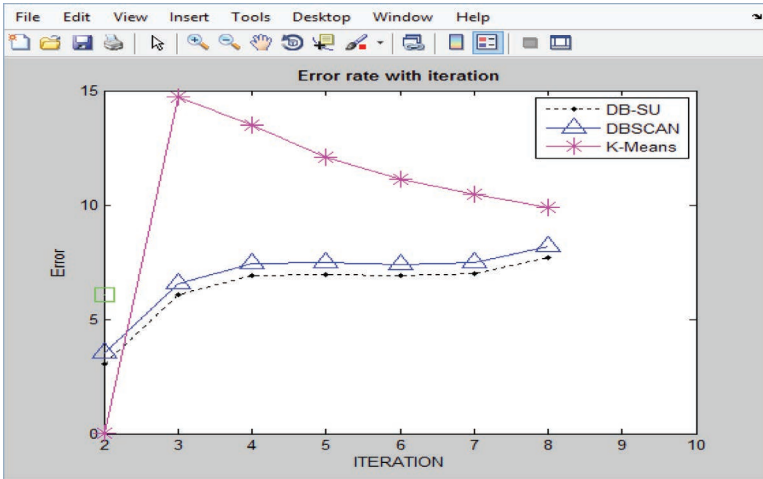 File Edit View Insert Tools Desktop Window Help
Error rate with iteration
15
10
5
0
Error
DB-SU
DBSCAN
K-Means
2 3 4 5 6 7 8 9 10
ITERATION